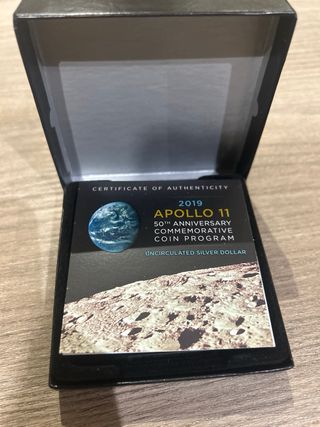 CERTIFICATE OF AUTHENTICITY
2019
APOLLO 11
50TH ANNIVERSARY
COMMEMORATIVE
COIN PROGRAM
UNCIRCULATED SILVER DOLLAR